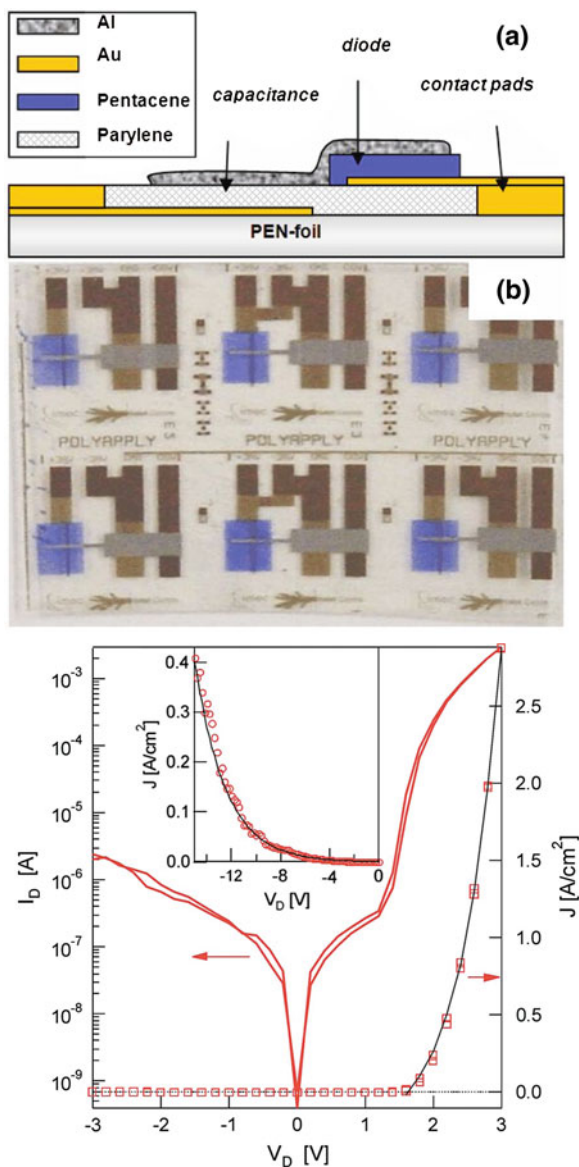 Al
Au
Pentacene
Parylene
(a)
diode
capacitance
contact pads
PEN-foil
(b)
POLYAPPLY POLYAPPLY POLYAPPLY
10⁻³
10⁻⁴
10⁻⁵
10⁻⁶
10⁻⁷
10⁻⁸
10⁻⁹
I_D [A]
0.4
0.3
0.2
0.1
0.0
J [A/cm²]
-12 -8 -4 0
V_D [V]
2.5
2.0
1.5
1.0
0.5
0.0
J [A/cm²]
-3 -2 -1 0 1 2 3
V_D [V]